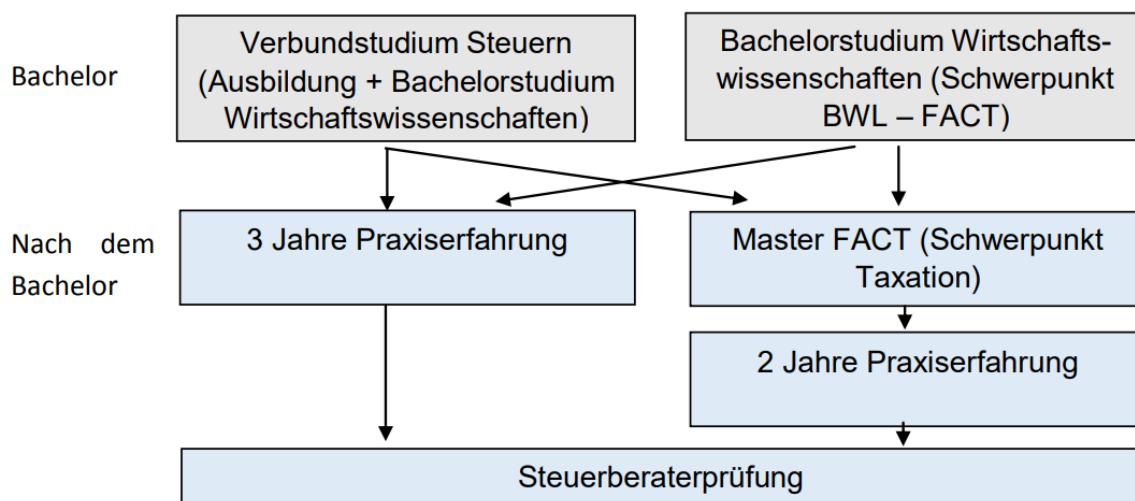 Bachelor
Verbundstudium Steuern
(Ausbildung + Bachelorstudium
Wirtschaftswissenschaften)
Bachelorstudium Wirtschafts-
wissenschaften (Schwerpunkt
BWL – FACT)
Nach dem
Bachelor
3 Jahre Praxiserfahrung
Master FACT (Schwerpunkt
Taxation)
2 Jahre Praxiserfahrung
Steuerberaterprüfung